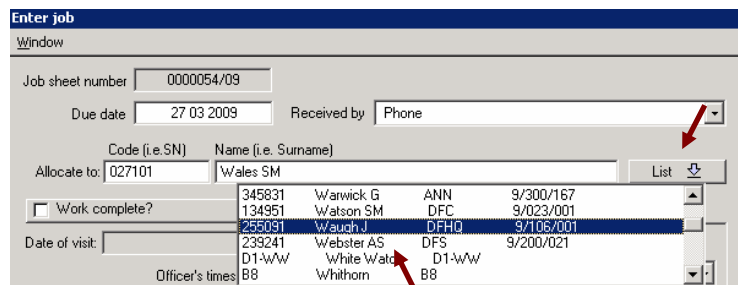 Enter job
Window
Job sheet number 0000054/09
Due date 27 03 2009 Received by Phone
Code (i.e.SN) Name (i.e. Surname)
Allocate to: 027101 Wales SM List
345831 Warwick G ANN 9/300/167
Work complete?
134951 Watson SM DFC 9/023/001
255091 Waugh J DFHQ 9/106/001
Date of visit: 239241 Webster AS DFS 9/200/021
D1-WW White Watc D1-WW
Officer's times B8 Whithorn B8